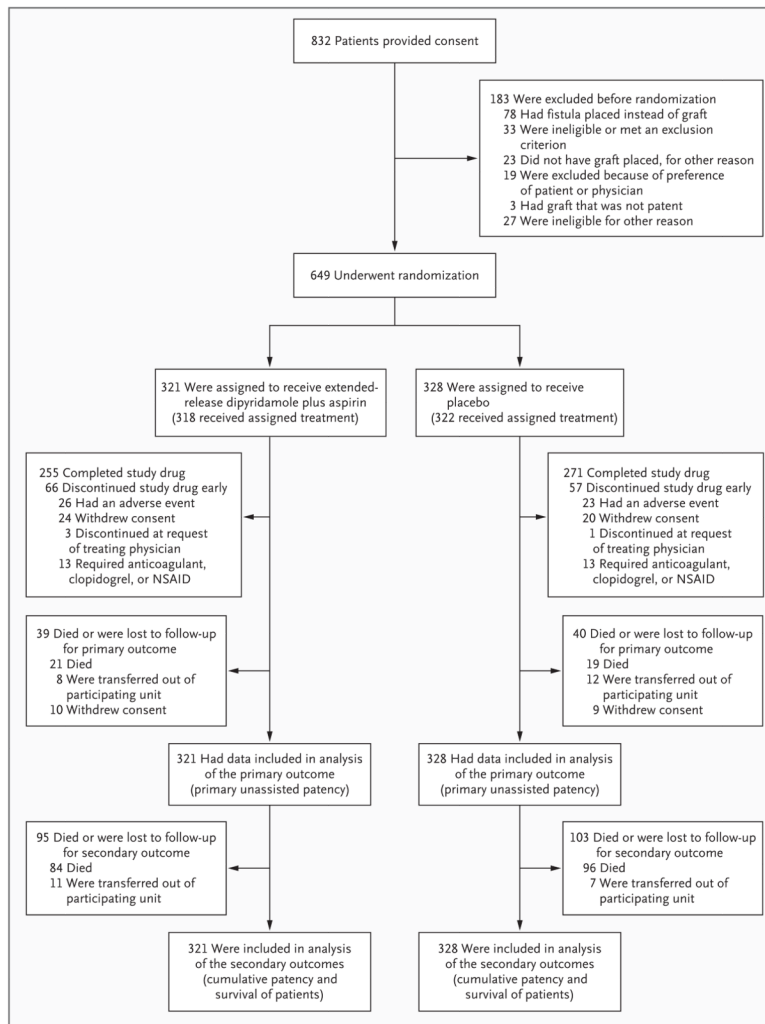 832 Patients provided consent
183 Were excluded before randomization
78 Had fistula placed instead of graft
33 Were ineligible or met an exclusion
criterion
23 Did not have graft placed, for other reason
19 Were excluded because of preference
of patient or physician
3 Had graft that was not patent
27 Were ineligible for other reason
649 Underwent randomization
321 Were assigned to receive extended-
release dipyridamole plus aspirin
(318 received assigned treatment)
328 Were assigned to receive
placebo
(322 received assigned treatment)
255 Completed study drug
66 Discontinued study drug early
26 Had an adverse event
24 Withdrew consent
3 Discontinued at request
of treating physician
13 Required anticoagulant,
clopidogrel, or NSAID
271 Completed study drug
57 Discontinued study drug early
23 Had an adverse event
20 Withdrew consent
1 Discontinued at request
of treating physician
13 Required anticoagulant,
clopidogrel, or NSAID
39 Died or were lost to follow-up
for primary outcome
21 Died
8 Were transferred out of
participating unit
10 Withdrew consent
40 Died or were lost to follow-up
for primary outcome
19 Died
12 Were transferred out of
participating unit
9 Withdrew consent
321 Had data included in analysis
of the primary outcome
(primary unassisted patency)
328 Had data included in analysis
of the primary outcome
(primary unassisted patency)
95 Died or were lost to follow-up
for secondary outcome
84 Died
11 Were transferred out of
participating unit
103 Died or were lost to follow-up
for secondary outcome
96 Died
7 Were transferred out of
participating unit
321 Were included in analysis
of the secondary outcomes
(cumulative patency and
survival of patients)
328 Were included in analysis
of the secondary outcomes
(cumulative patency and
survival of patients)